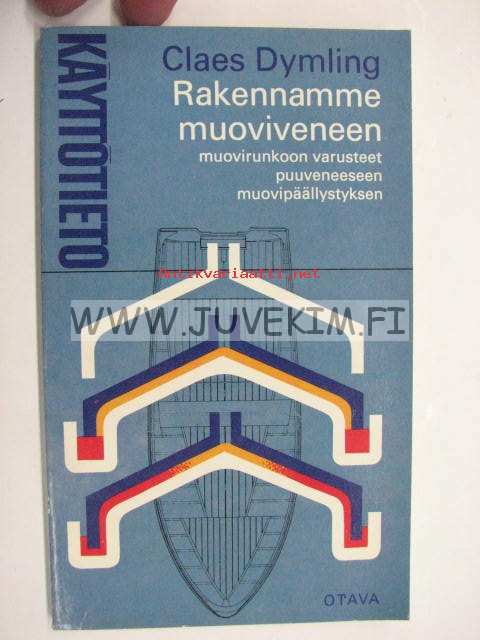 KÄYTTÖTIETO
Claes Dymling
Rakennamme
muoviveneen
muovirunkoon varusteet
puuveneeseen
muovipäällystyksen
Antikvariaatti.net
WWW.JUVEKIM.FI
OTAVA